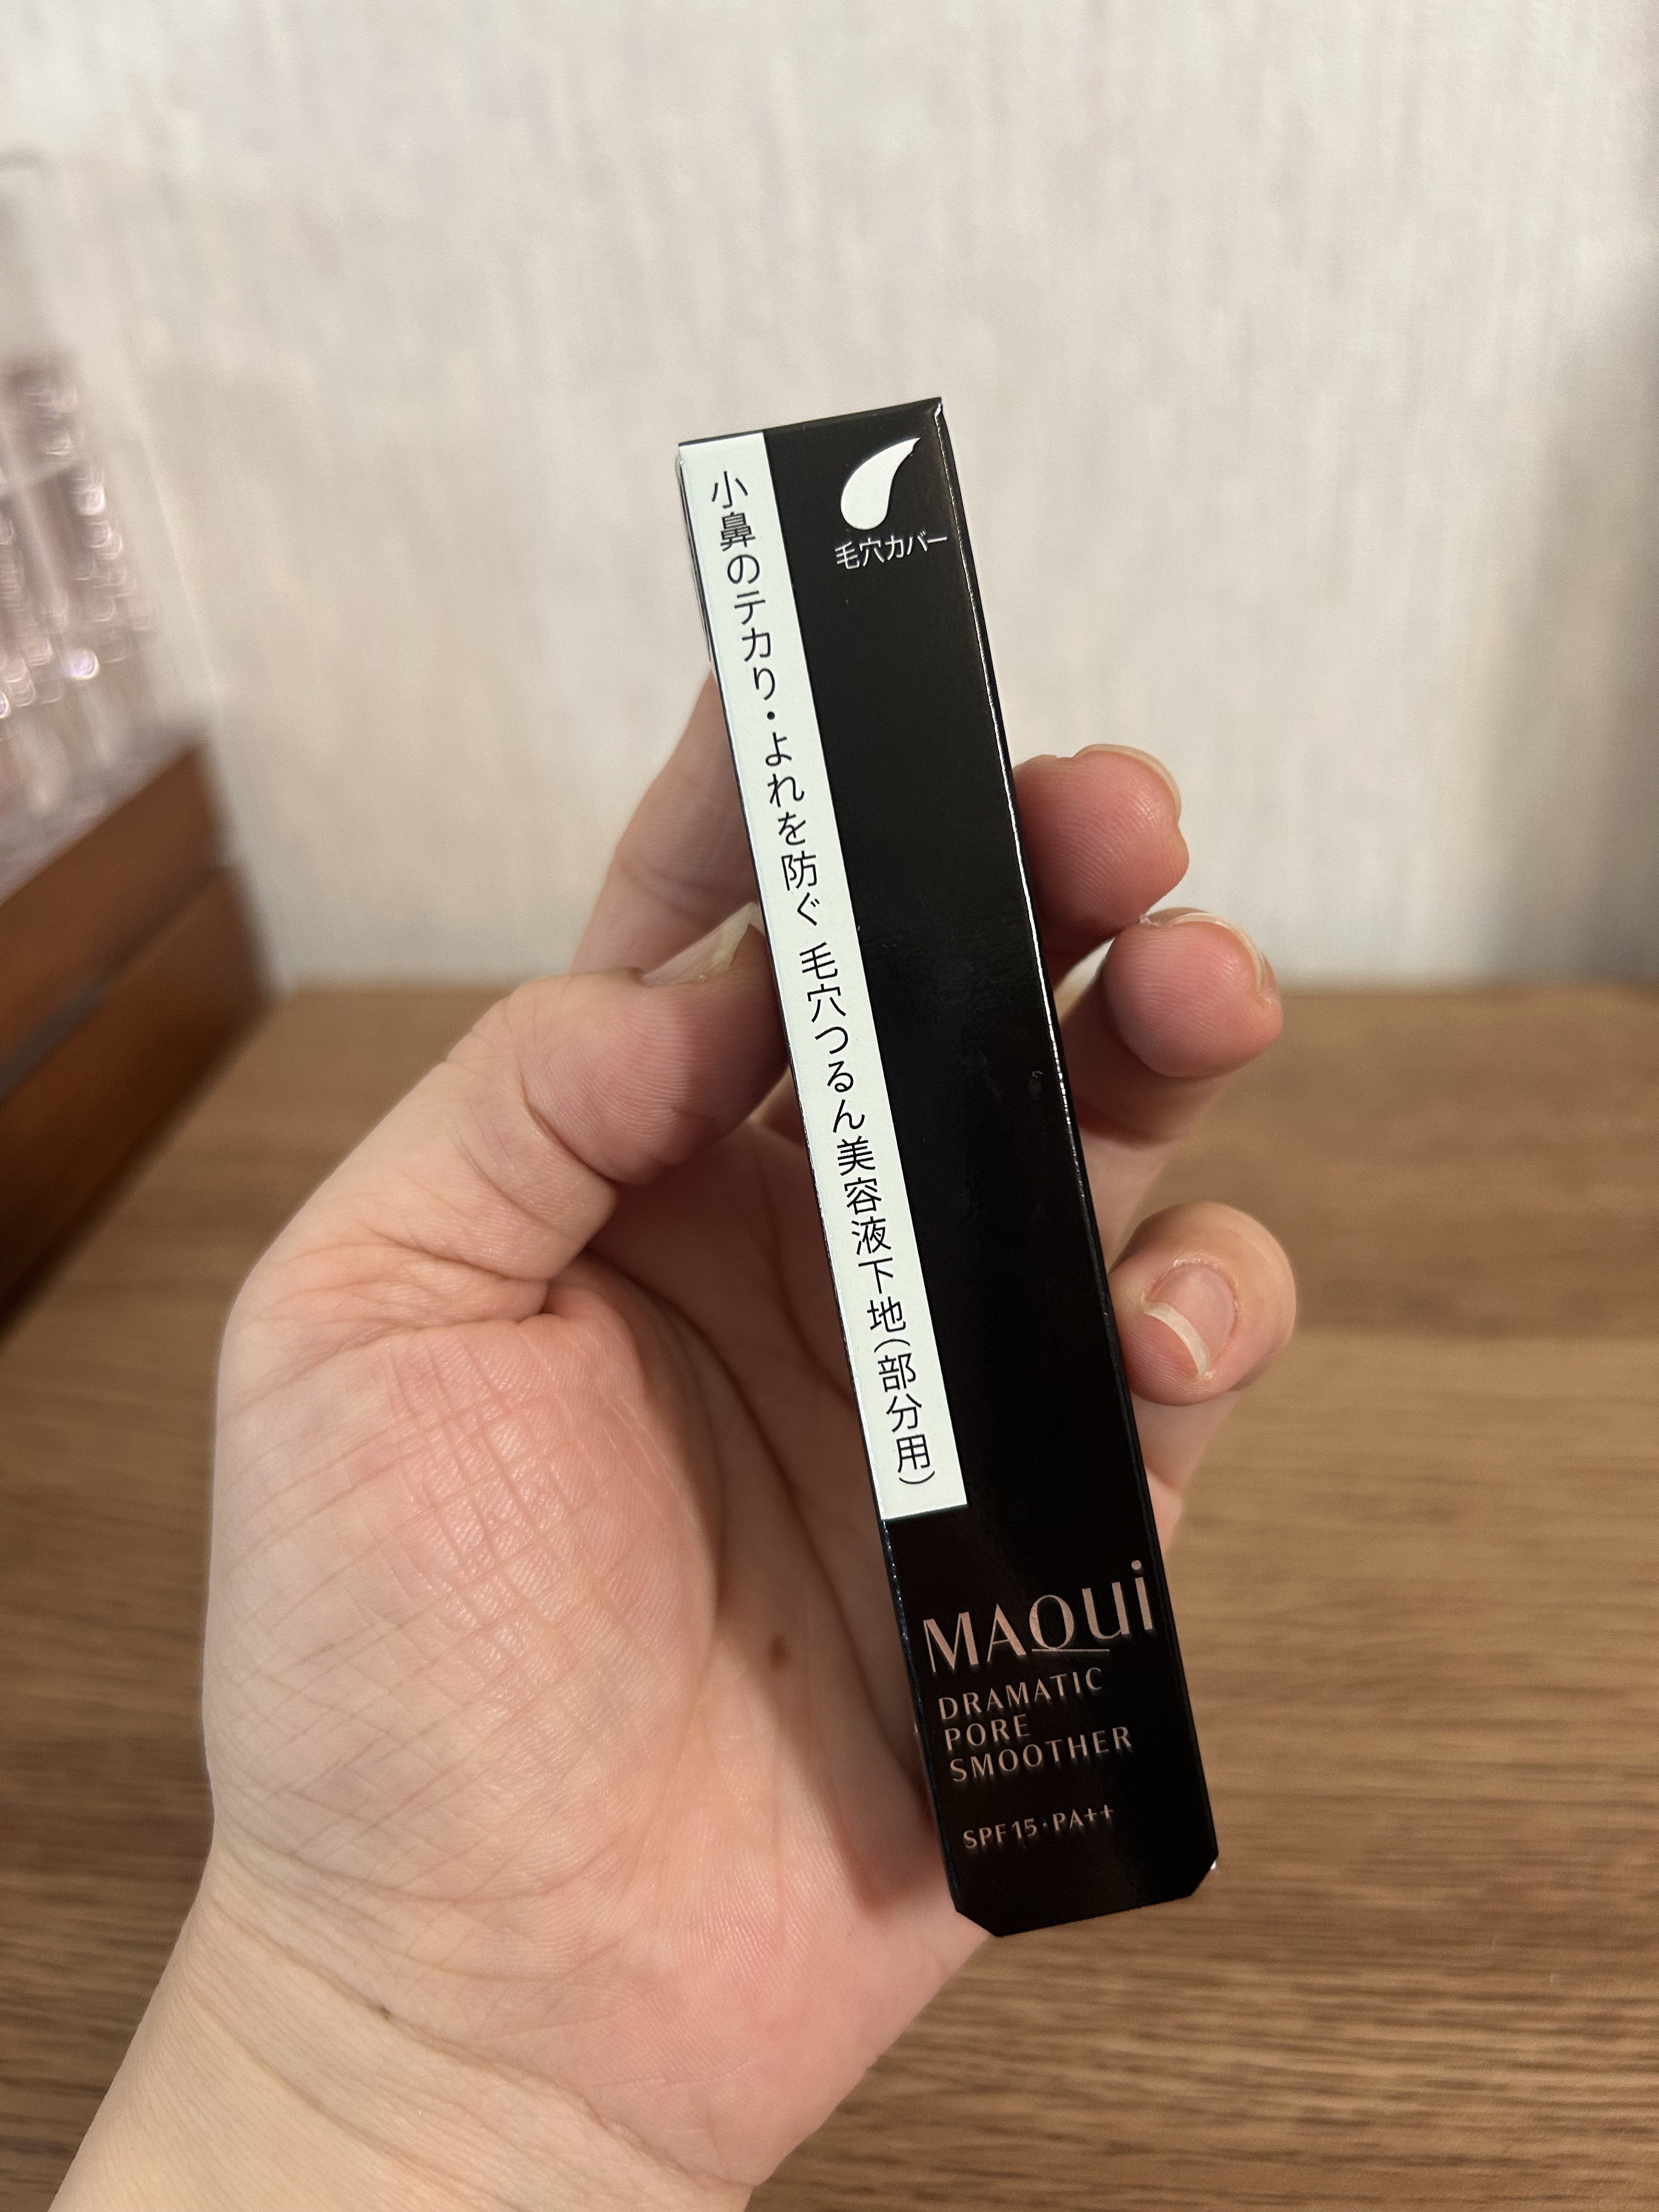 毛穴カバー
小鼻のテカり・よれを防ぐ 毛穴つるん美容液下地(部分用)
MAQUi
DRAMATIC
PORE
SMOOTHER
SPF15・PA++